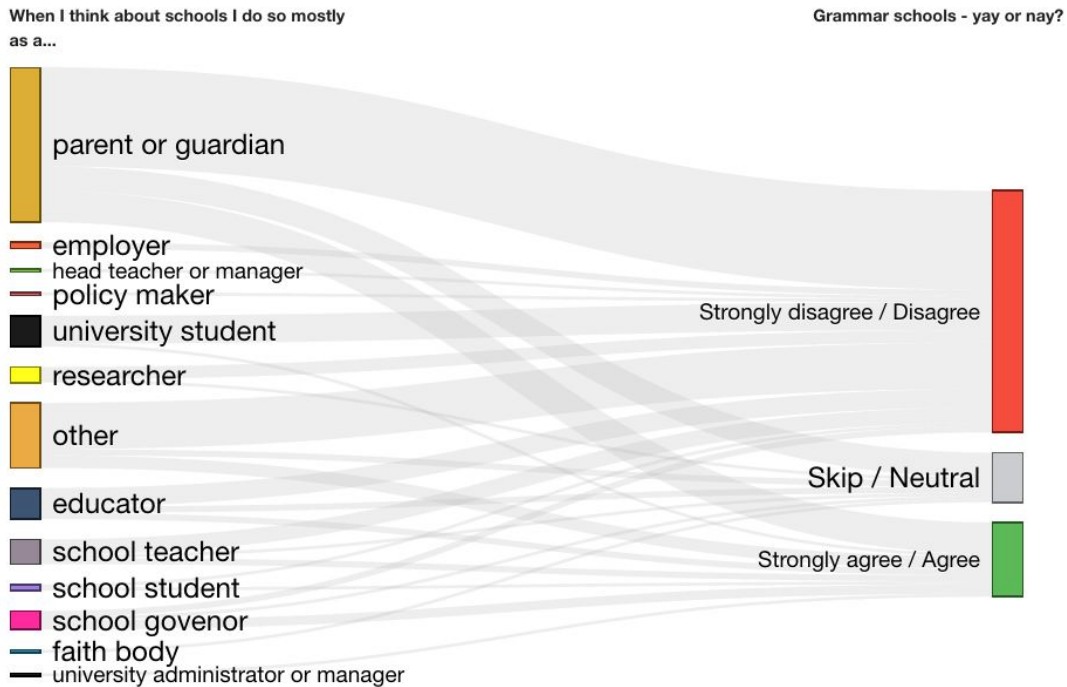 When I think about schools I do so mostly
as a...
Grammar schools - yay or nay?
parent or guardian
employer
head teacher or manager
policy maker
university student
researcher
other
educator
school teacher
school student
school govenor
faith body
university administrator or manager
Strongly disagree / Disagree
Skip / Neutral
Strongly agree / Agree